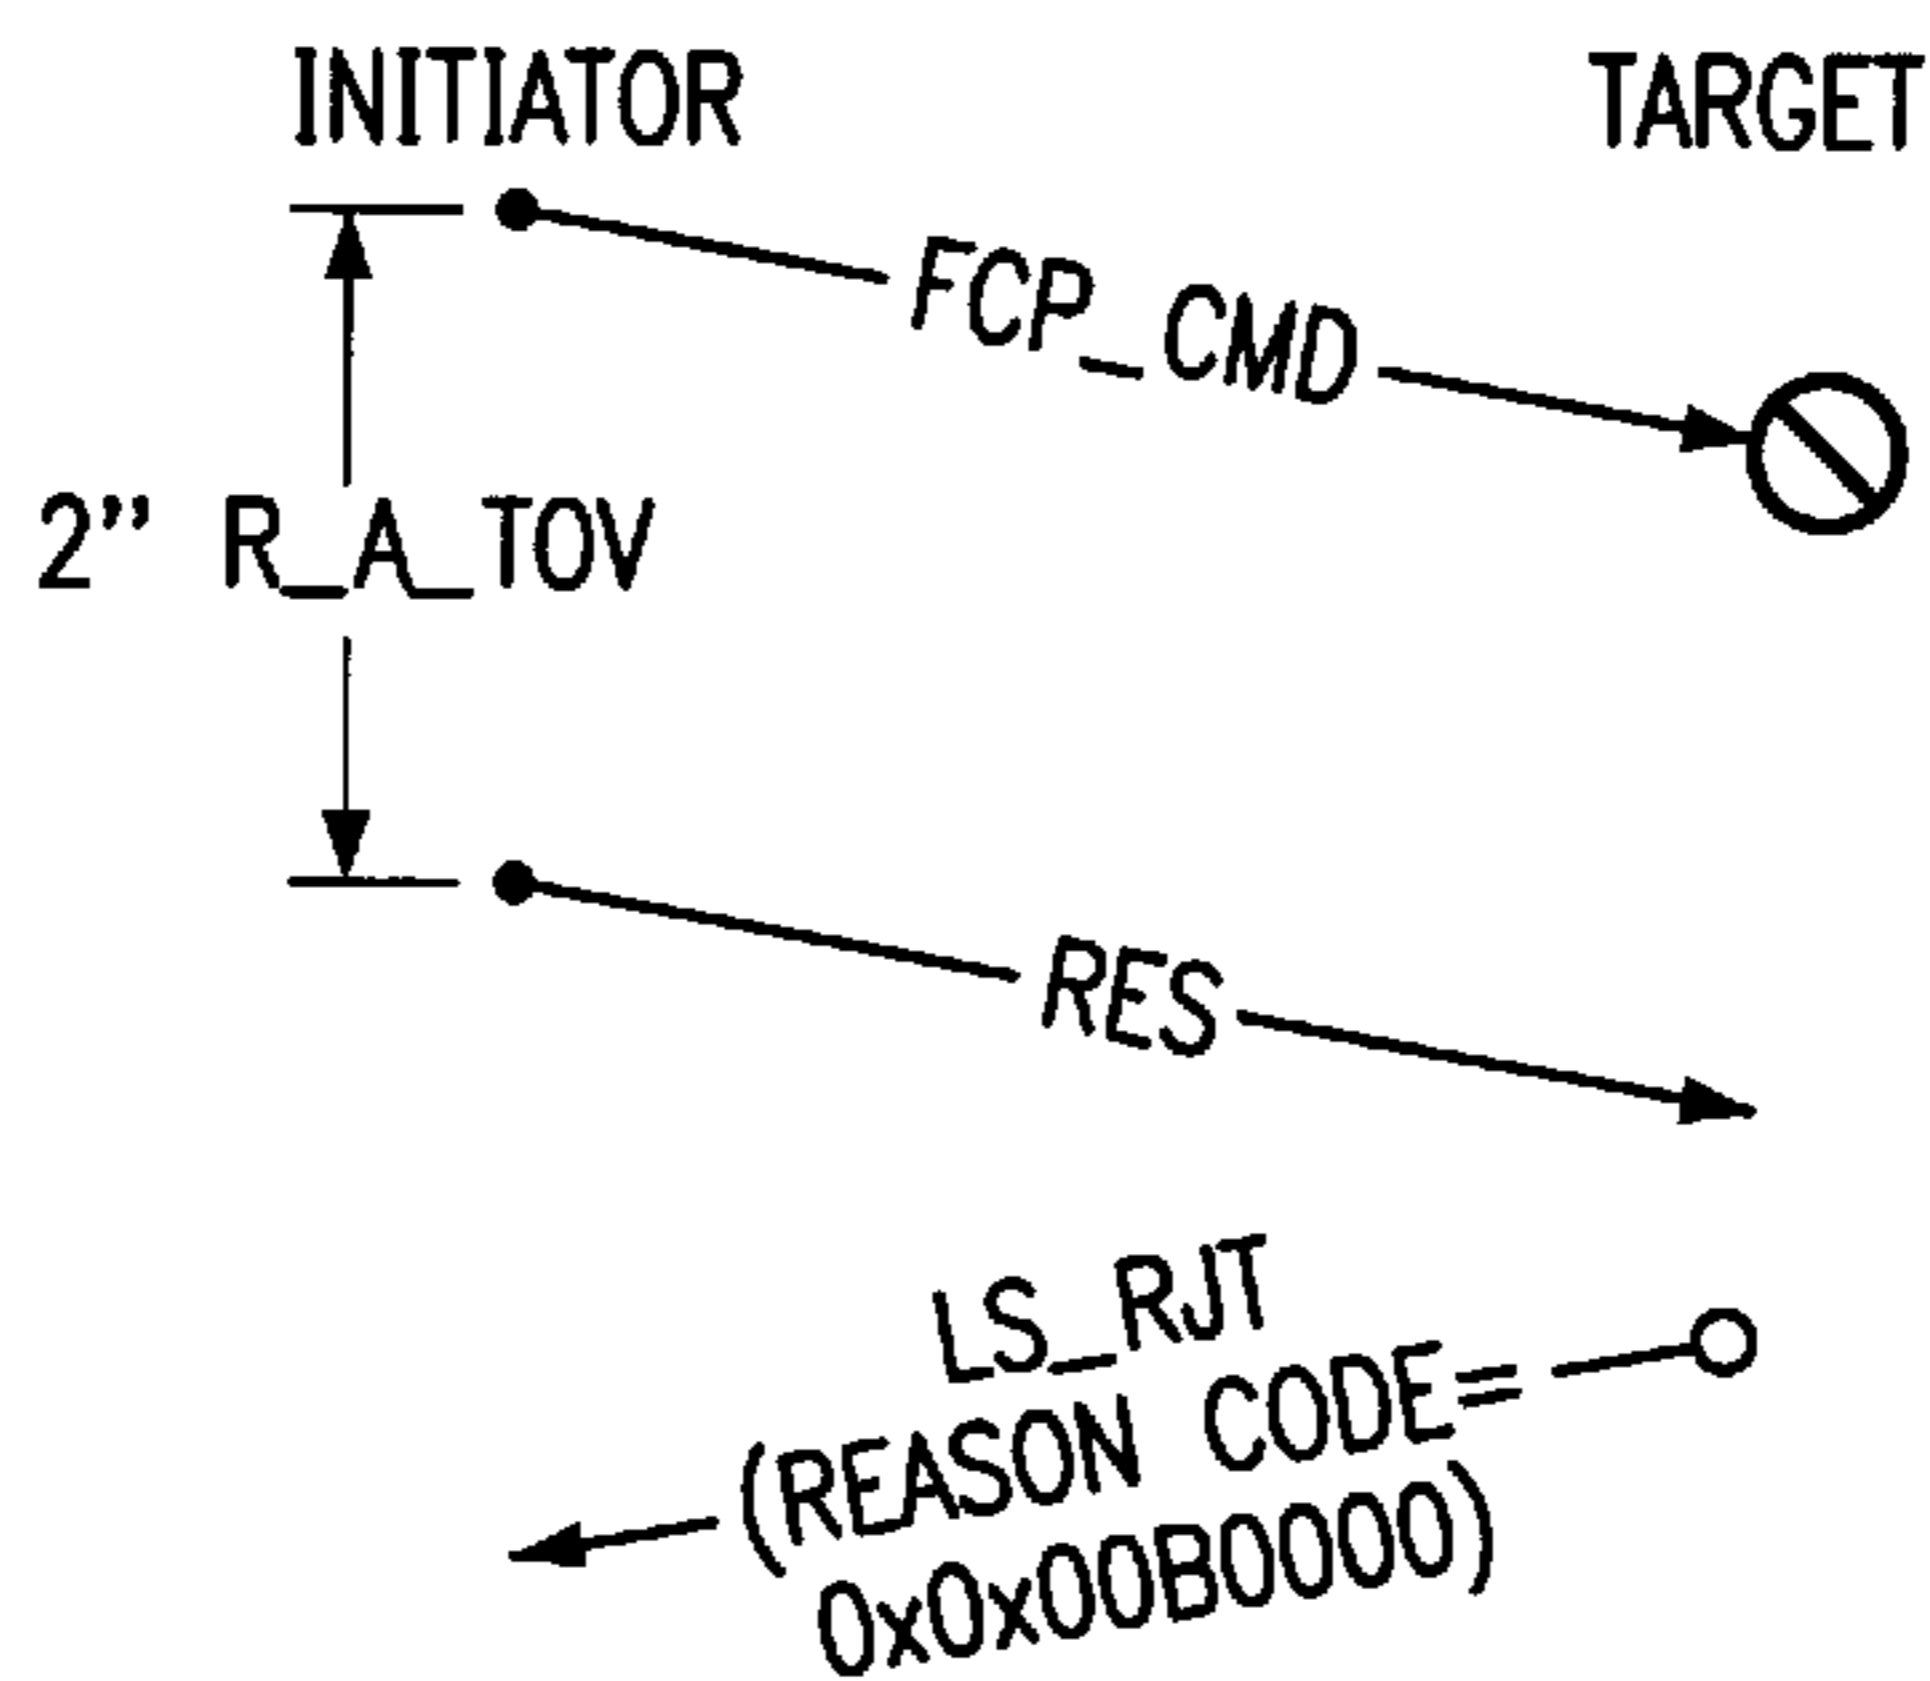 INITIATOR TARGET
FCP_CMD
2” R_A_TOV
RES
LS_RJT
(REASON CODE=
0x0x00B0000)